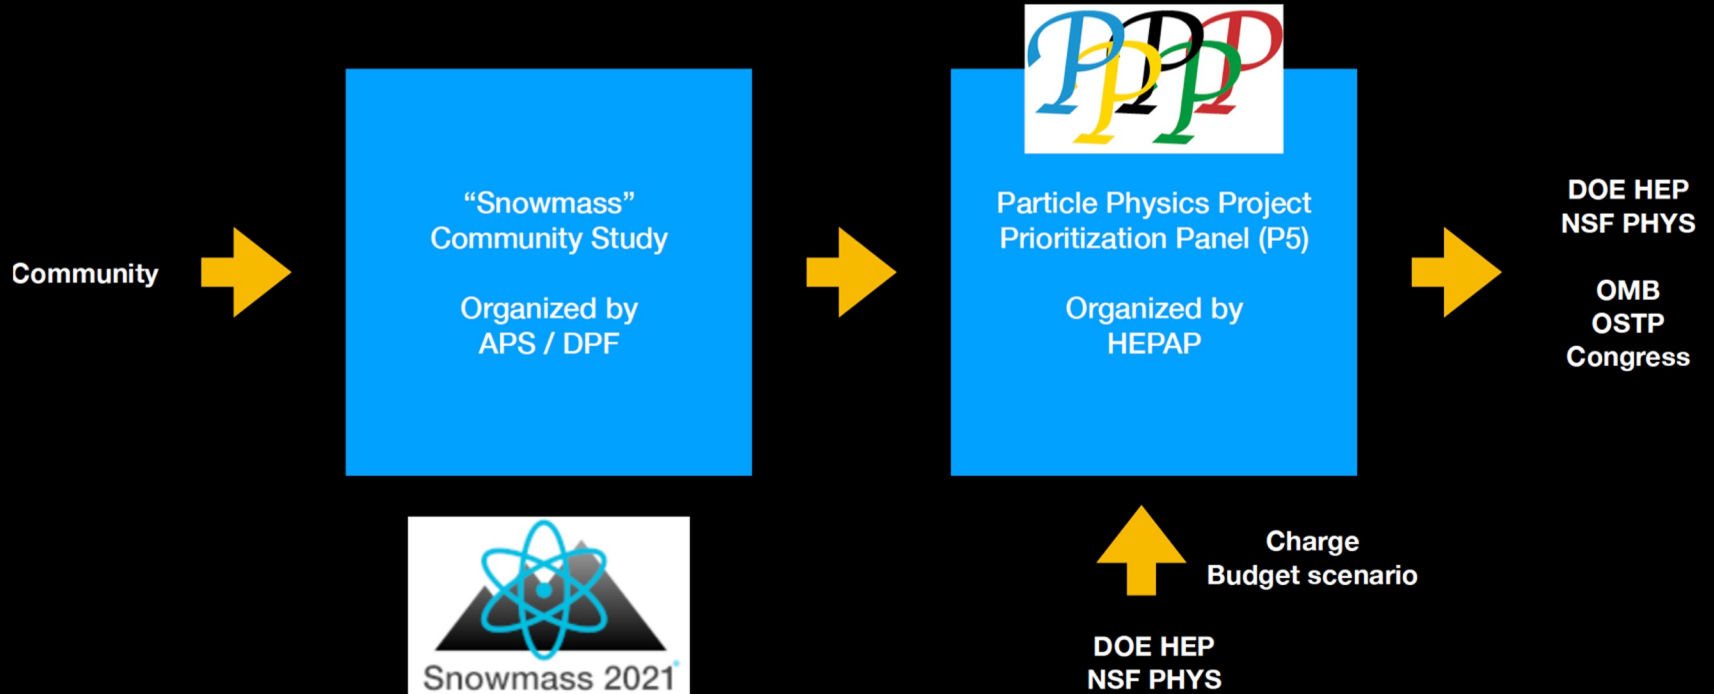 Community
“Snowmass”
Community Study
Organized by
APS / DPF
Snowmass 2021
PPPPP
Particle Physics Project
Prioritization Panel (P5)
Organized by
HEPAP
Charge
Budget scenario
DOE HEP
NSF PHYS
DOE HEP
NSF PHYS
OMB
OSTP
Congress